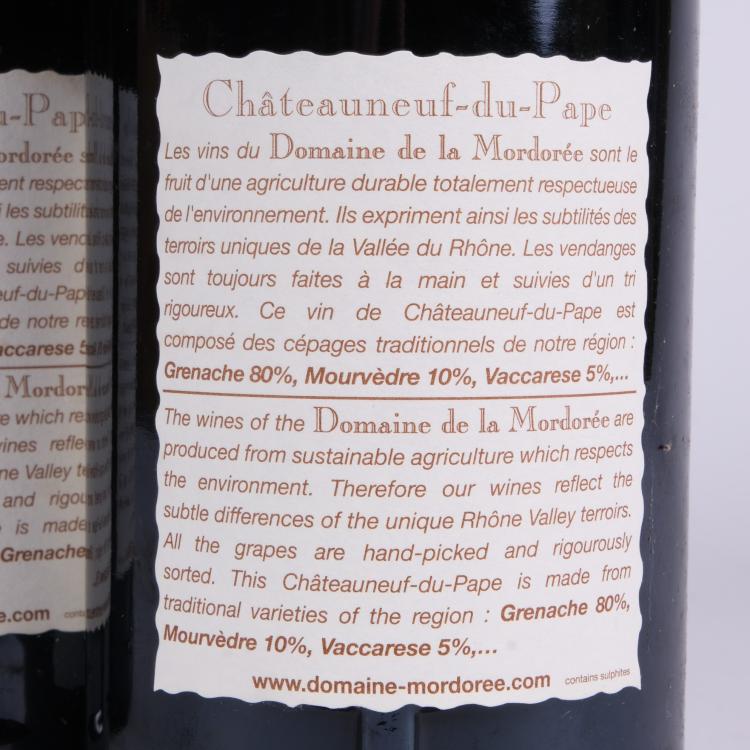 Châteauneuf-du-Pape
Les vins du Domaine de la Mordorée sont le
fruit d'une agriculture durable totalement respectueuse
de l'environnement. Ils expriment ainsi les subtilités des
terroirs uniques de la Vallée du Rhône. Les vendanges
sont toujours faites à la main et suivies d'un tri
rigoureux. Ce vin de Châteauneuf-du-Pape est
composé des cépages traditionnels de notre région :
Grenache 80%, Mourvèdre 10%, Vaccarese 5%,...
The wines of the Domaine de la Mordorée are
produced from sustainable agriculture which respects
the environment. Therefore our wines reflect the
subtle differences of the unique Rhône Valley terroirs.
All the grapes are hand-picked and rigourously
sorted. This Châteauneuf-du-Pape is made from
traditional varieties of the region : Grenache 80%,
Mourvèdre 10%, Vaccarese 5%,...
www.domaine-mordoree.com contains sulphites